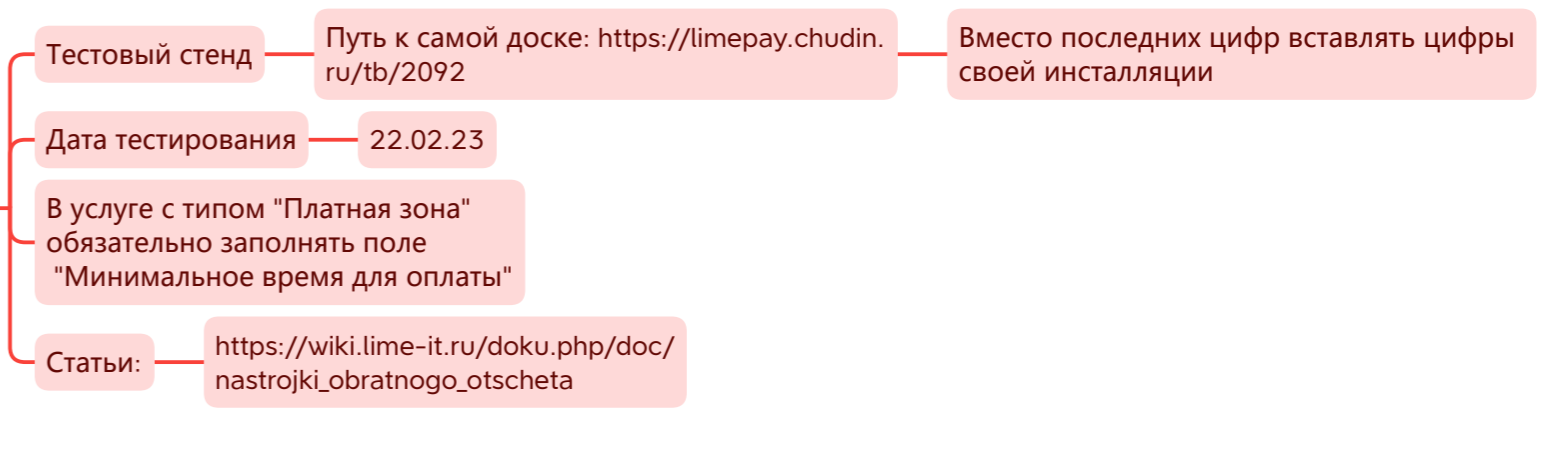 Тестовый стенд
Путь к самой доске: https://limepay.chudin.
ru/tb/2092
Вместо последних цифр вставлять цифры
своей инсталляции
Дата тестирования
22.02.23
В услуге с типом "Платная зона"
обязательно заполнять поле
"Минимальное время для оплаты"
Статьи:
https://wiki.lime-it.ru/doku.php/doc/
nastrojki_obratnogo_otscheta